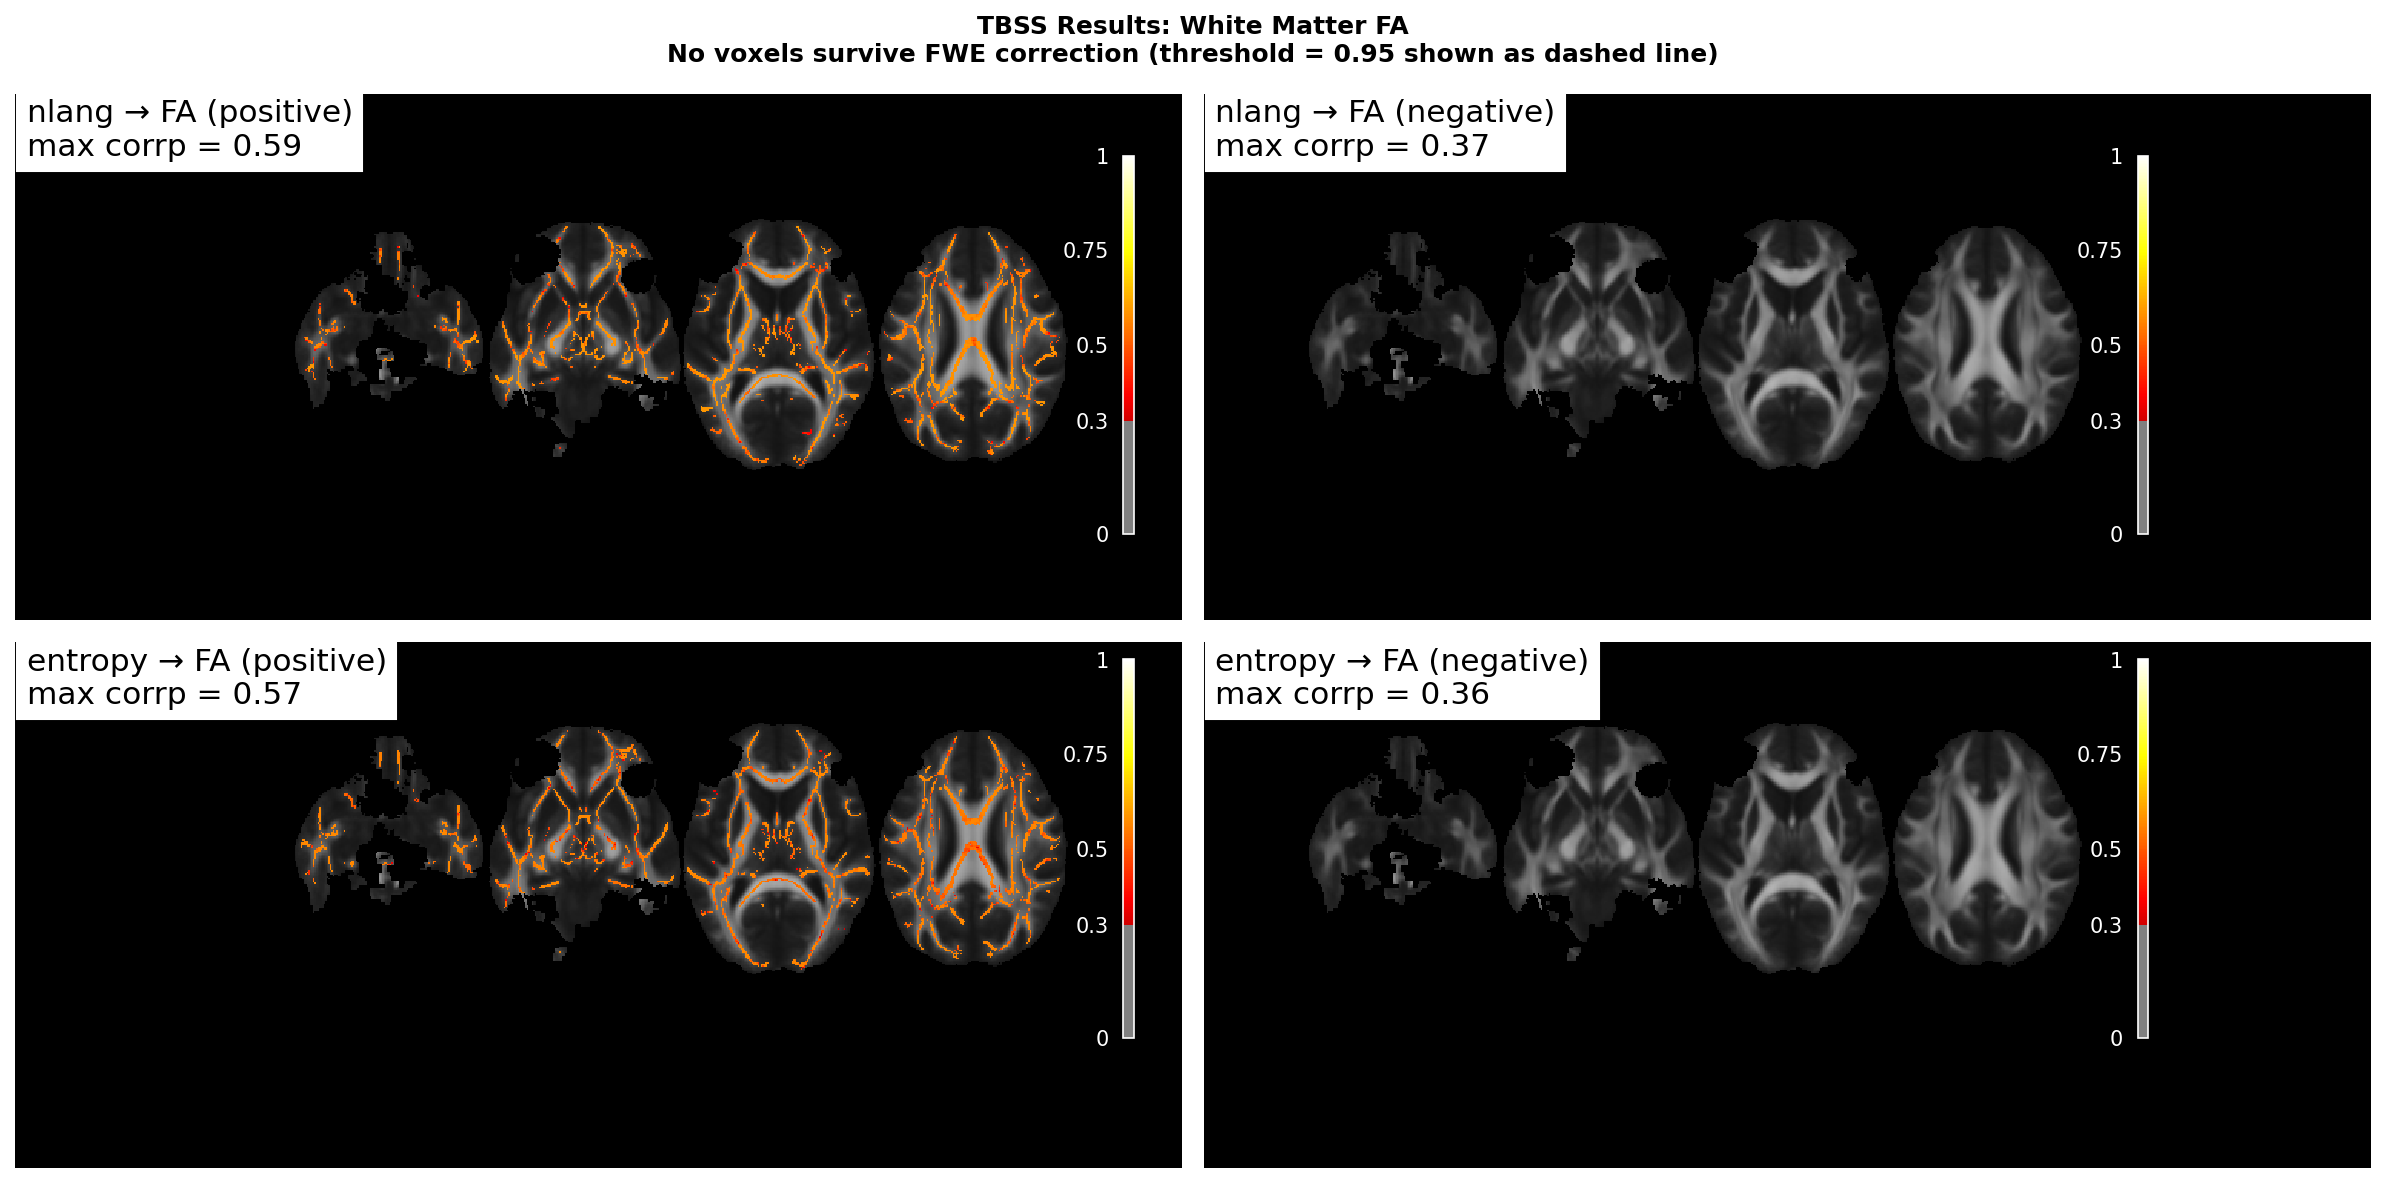 TBSS Results: White Matter FA
No voxels survive FWE correction (threshold = 0.95 shown as dashed line)
nlang → FA (positive)
max corrp = 0.59
1
0.75
0.5
0.3
0
nlang → FA (negative)
max corrp = 0.37
1
0.75
0.5
0.3
0
entropy → FA (positive)
max corrp = 0.57
1
0.75
0.5
0.3
0
entropy → FA (negative)
max corrp = 0.36
1
0.75
0.5
0.3
0